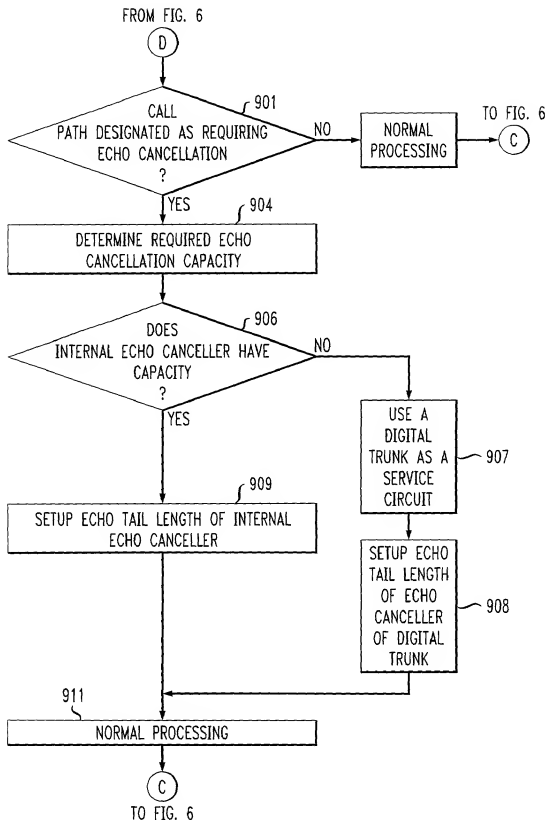 FROM FIG. 6
D
901
CALL
PATH DESIGNATED AS REQUIRING
ECHO CANCELLATION
?
NO
NORMAL
PROCESSING
TO FIG. 6
C
YES
904
DETERMINE REQUIRED ECHO
CANCELLATION CAPACITY
906
DOES
INTERNAL ECHO CANCELLER HAVE
CAPACITY
?
NO
YES
USE A
DIGITAL
TRUNK AS A
SERVICE
CIRCUIT
907
909
SETUP ECHO TAIL LENGTH OF INTERNAL
ECHO CANCELLER
SETUP ECHO
TAIL LENGTH
OF ECHO
CANCELLER
OF DIGITAL
TRUNK
908
911
NORMAL PROCESSING
C
TO FIG. 6